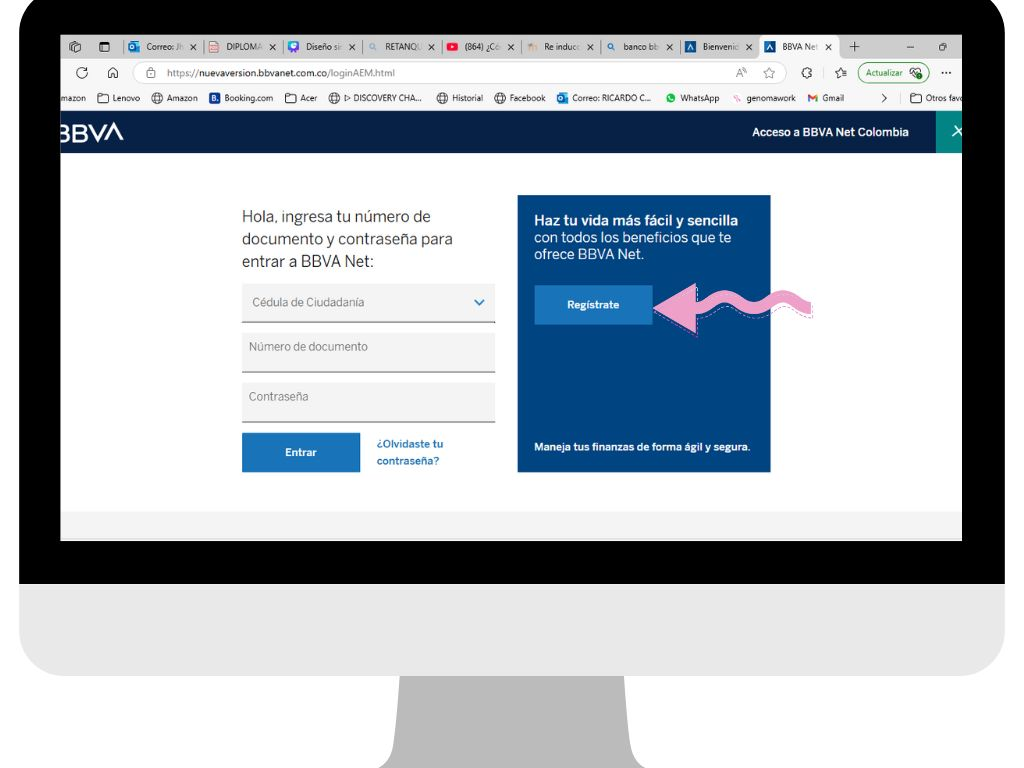 Correo: Jh
DIPLOMA
Diseño sin
RETANQU
(864) ¿Có
Re inducc
banco bb
Bienvenid
BBVA Net
https://nuevaversion.bbvanet.com.co/loginAEM.html
Actualizar
mazon
Lenovo
Amazon
Booking.com
Acer
▷ DISCOVERY CHA...
Historial
Facebook
Correo: RICARDO C...
WhatsApp
genomawork
Gmail
Otros favo
BBVA
Acceso a BBVA Net Colombia
Hola, ingresa tu número de
documento y contraseña para
entrar a BBVA Net:
Cédula de Ciudadanía
Número de documento
Contraseña
Entrar
¿Olvidaste tu
contraseña?
Haz tu vida más fácil y sencilla
con todos los beneficios que te
ofrece BBVA Net.
Regístrate
Maneja tus finanzas de forma ágil y segura.